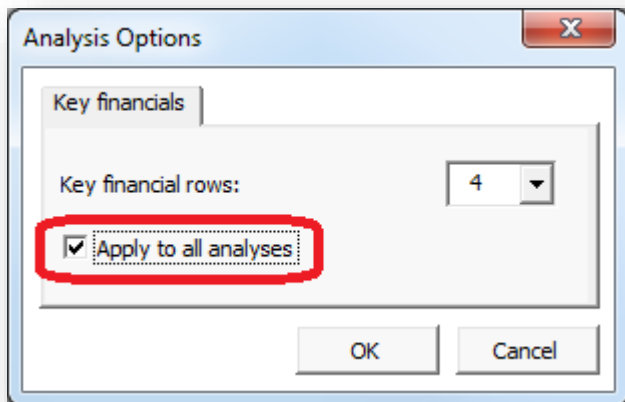 Analysis Options
Key financials
Key financial rows: 4
Apply to all analyses
OK Cancel